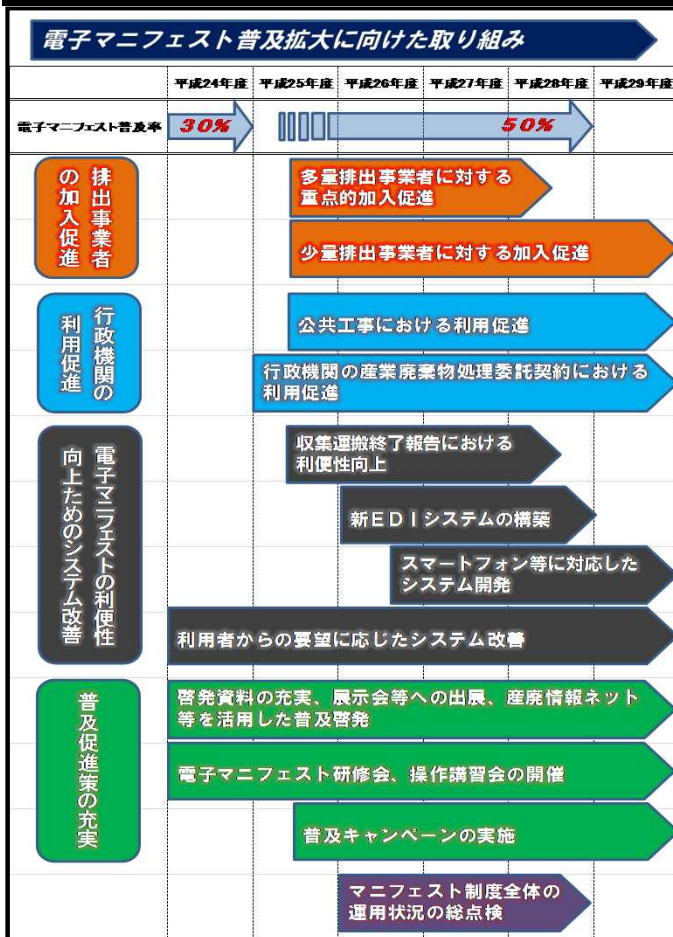 電子マニフェスト普及拡大に向けた取り組み
平成24年度 平成25年度 平成26年度 平成27年度 平成28年度 平成29年度
電子マニフェスト普及率 30% 50%
排出事業者
の加入促進
多量排出事業者に対する
重点的加入促進
少量排出事業者に対する加入促進
行政機関の
利用促進
公共工事における利用促進
行政機関の産業廃棄物処理委託契約における
利用促進
電子マニフェストの利便性
向上ためのシステム改善
収集運搬終了報告における
利便性向上
新EDIシステムの構築
スマートフォン等に対応した
システム開発
利用者からの要望に応じたシステム改善
普及促進策の充実
啓発資料の充実、展示会等への出展、産廃情報ネット
等を活用した普及啓発
電子マニフェスト研修会、操作講習会の開催
普及キャンペーンの実施
マニフェスト制度全体の
運用状況の総点検